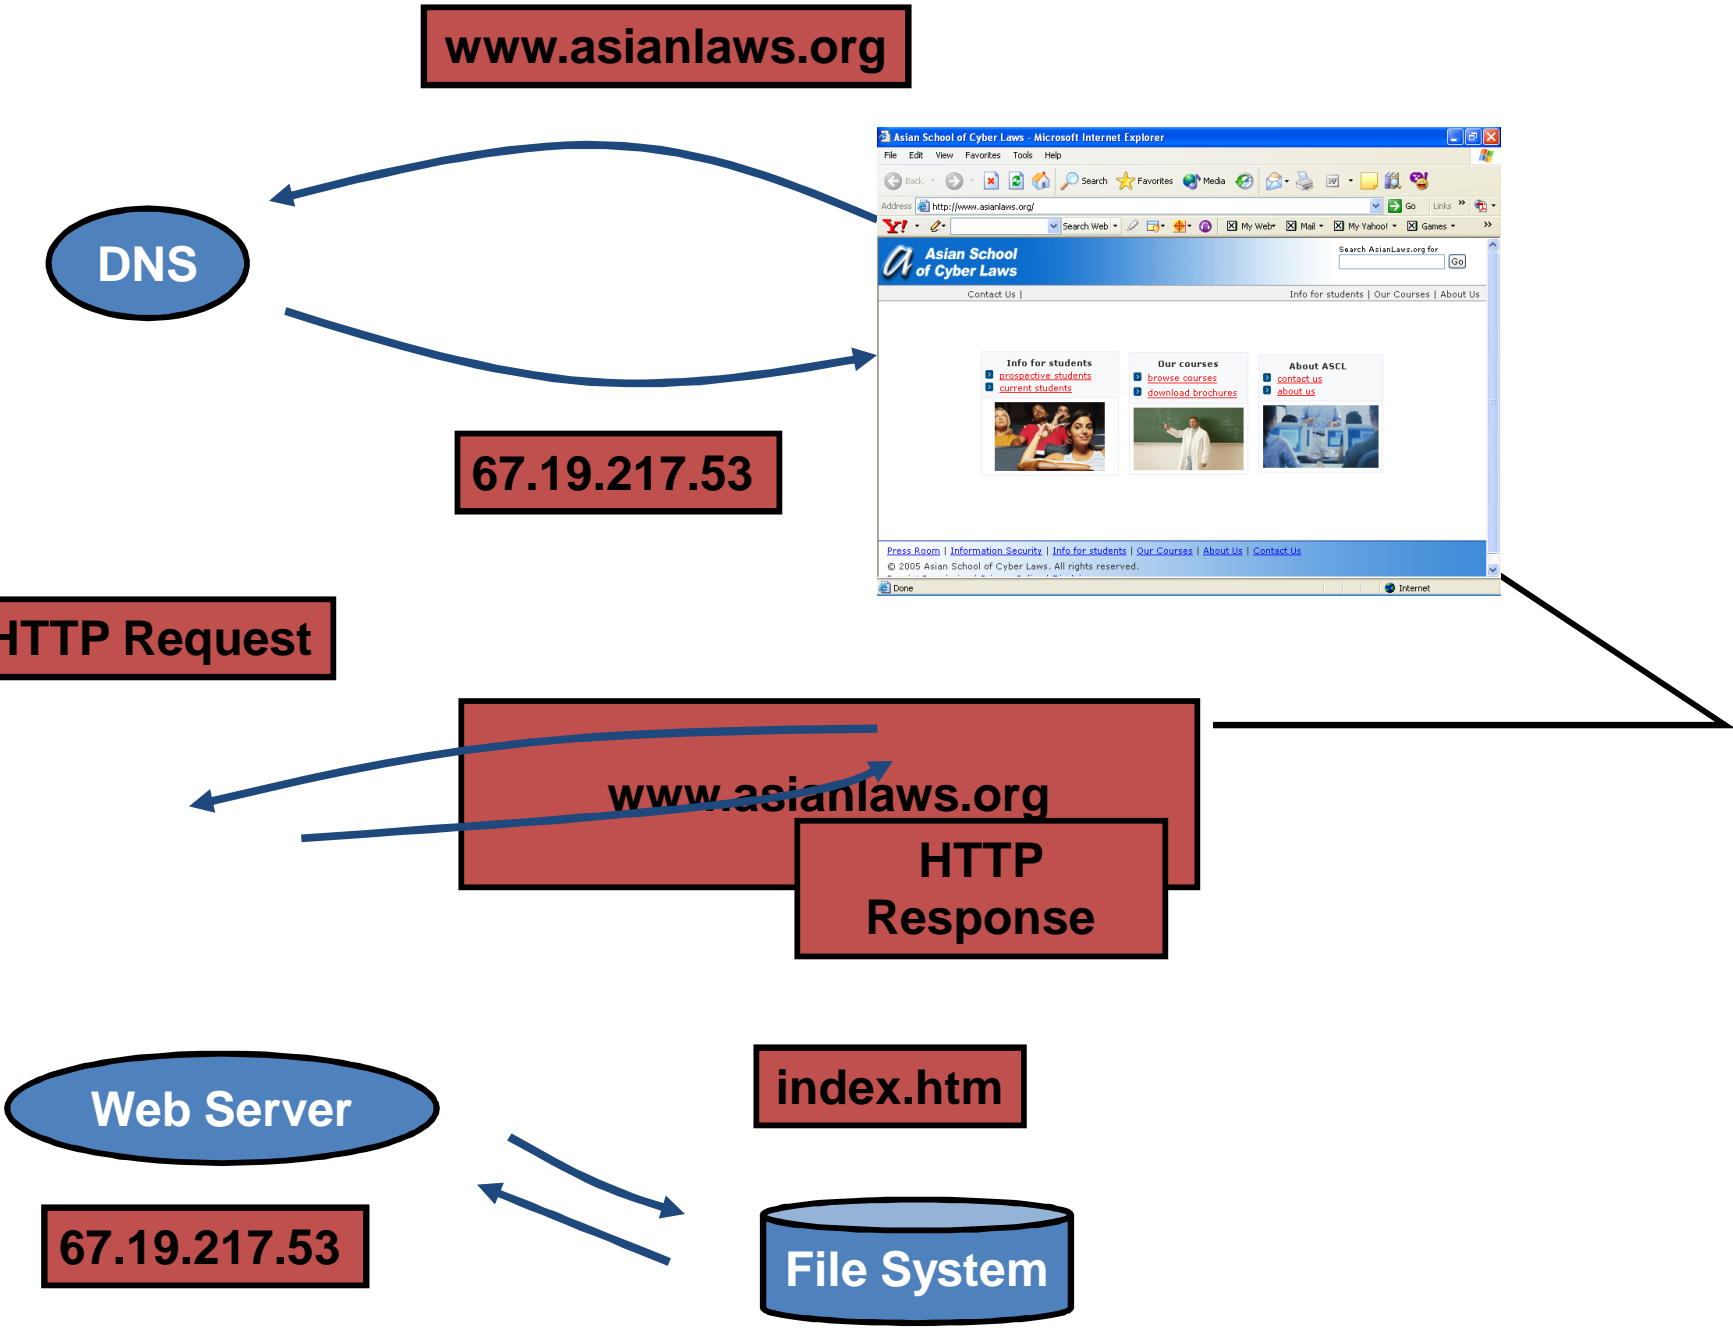 www.asianlaws.org
Asian School of Cyber Laws - Microsoft Internet Explorer
File Edit View Favorites Tools Help
Back Search Favorites Media
Address http://www.asianlaws.org/ Go Links »
Y! Search Web My Web Mail My Yahoo! Games »
Asian School
of Cyber Laws
Search AsianLaws.org for
Go
Contact Us |
Info for students | Our Courses | About Us
DNS
Info for students
prospective students
current students
Our courses
browse courses
download brochures
About ASCL
contact us
about us
67.19.217.53
Press Room | Information Security | Info for students | Our Courses | About Us | Contact Us
© 2005 Asian School of Cyber Laws. All rights reserved.
Done
Internet
HTTP Request
www.asianlaws.org
HTTP
Response
index.htm
Web Server
67.19.217.53
File System